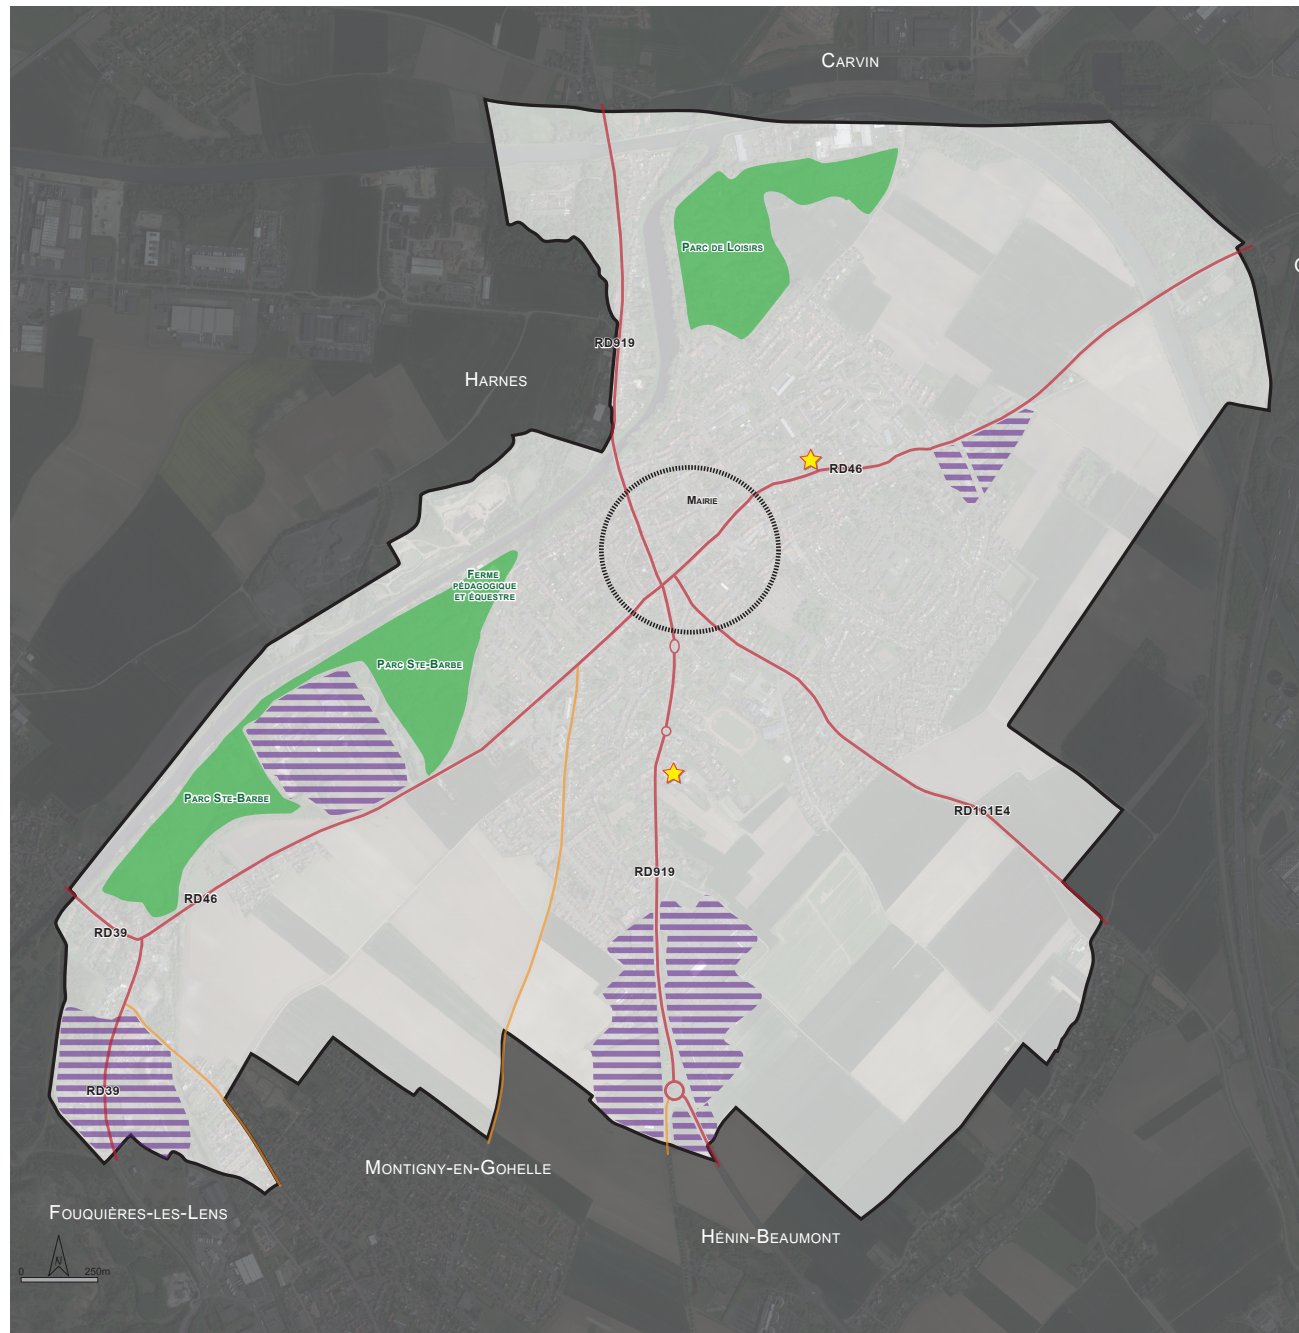 CARVIN
C
PARC DE LOISIRS
RD919
HARNES
RD46
MAIRIE
FERME
PÉDAGOGIQUE
ET ÉQUESTRE
PARC STE-BARBE
PARC STE-BARBE
RD161E4
RD919
RD46
RD39
RD39
MONTIGNY-EN-GOHELLE
FOUQUIÈRES-LES-LENS
HÉNIN-BEAUMONT
N
0 250m